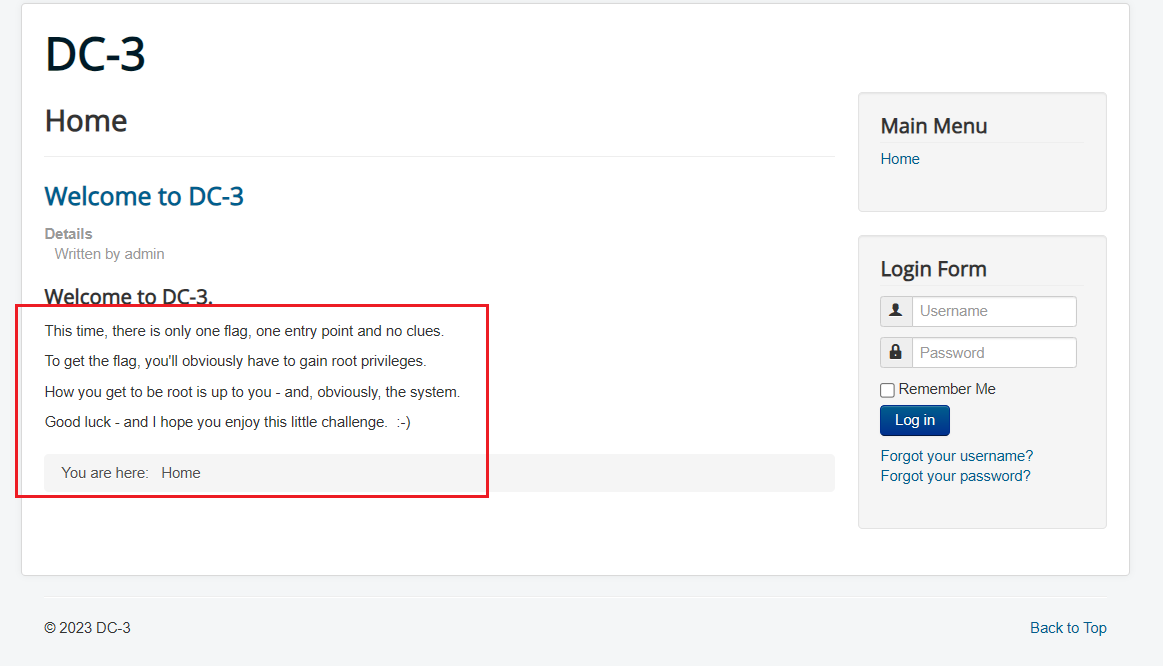 DC-3
Home
Welcome to DC-3
Details
Written by admin
Welcome to DC-3.
This time, there is only one flag, one entry point and no clues.
To get the flag, you'll obviously have to gain root privileges.
How you get to be root is up to you - and, obviously, the system.
Good luck - and I hope you enjoy this little challenge.  :-)
You are here:   Home
Main Menu
Home
Login Form
Username
Password
Remember Me
Log in
Forgot your username?
Forgot your password?
© 2023 DC-3
Back to Top